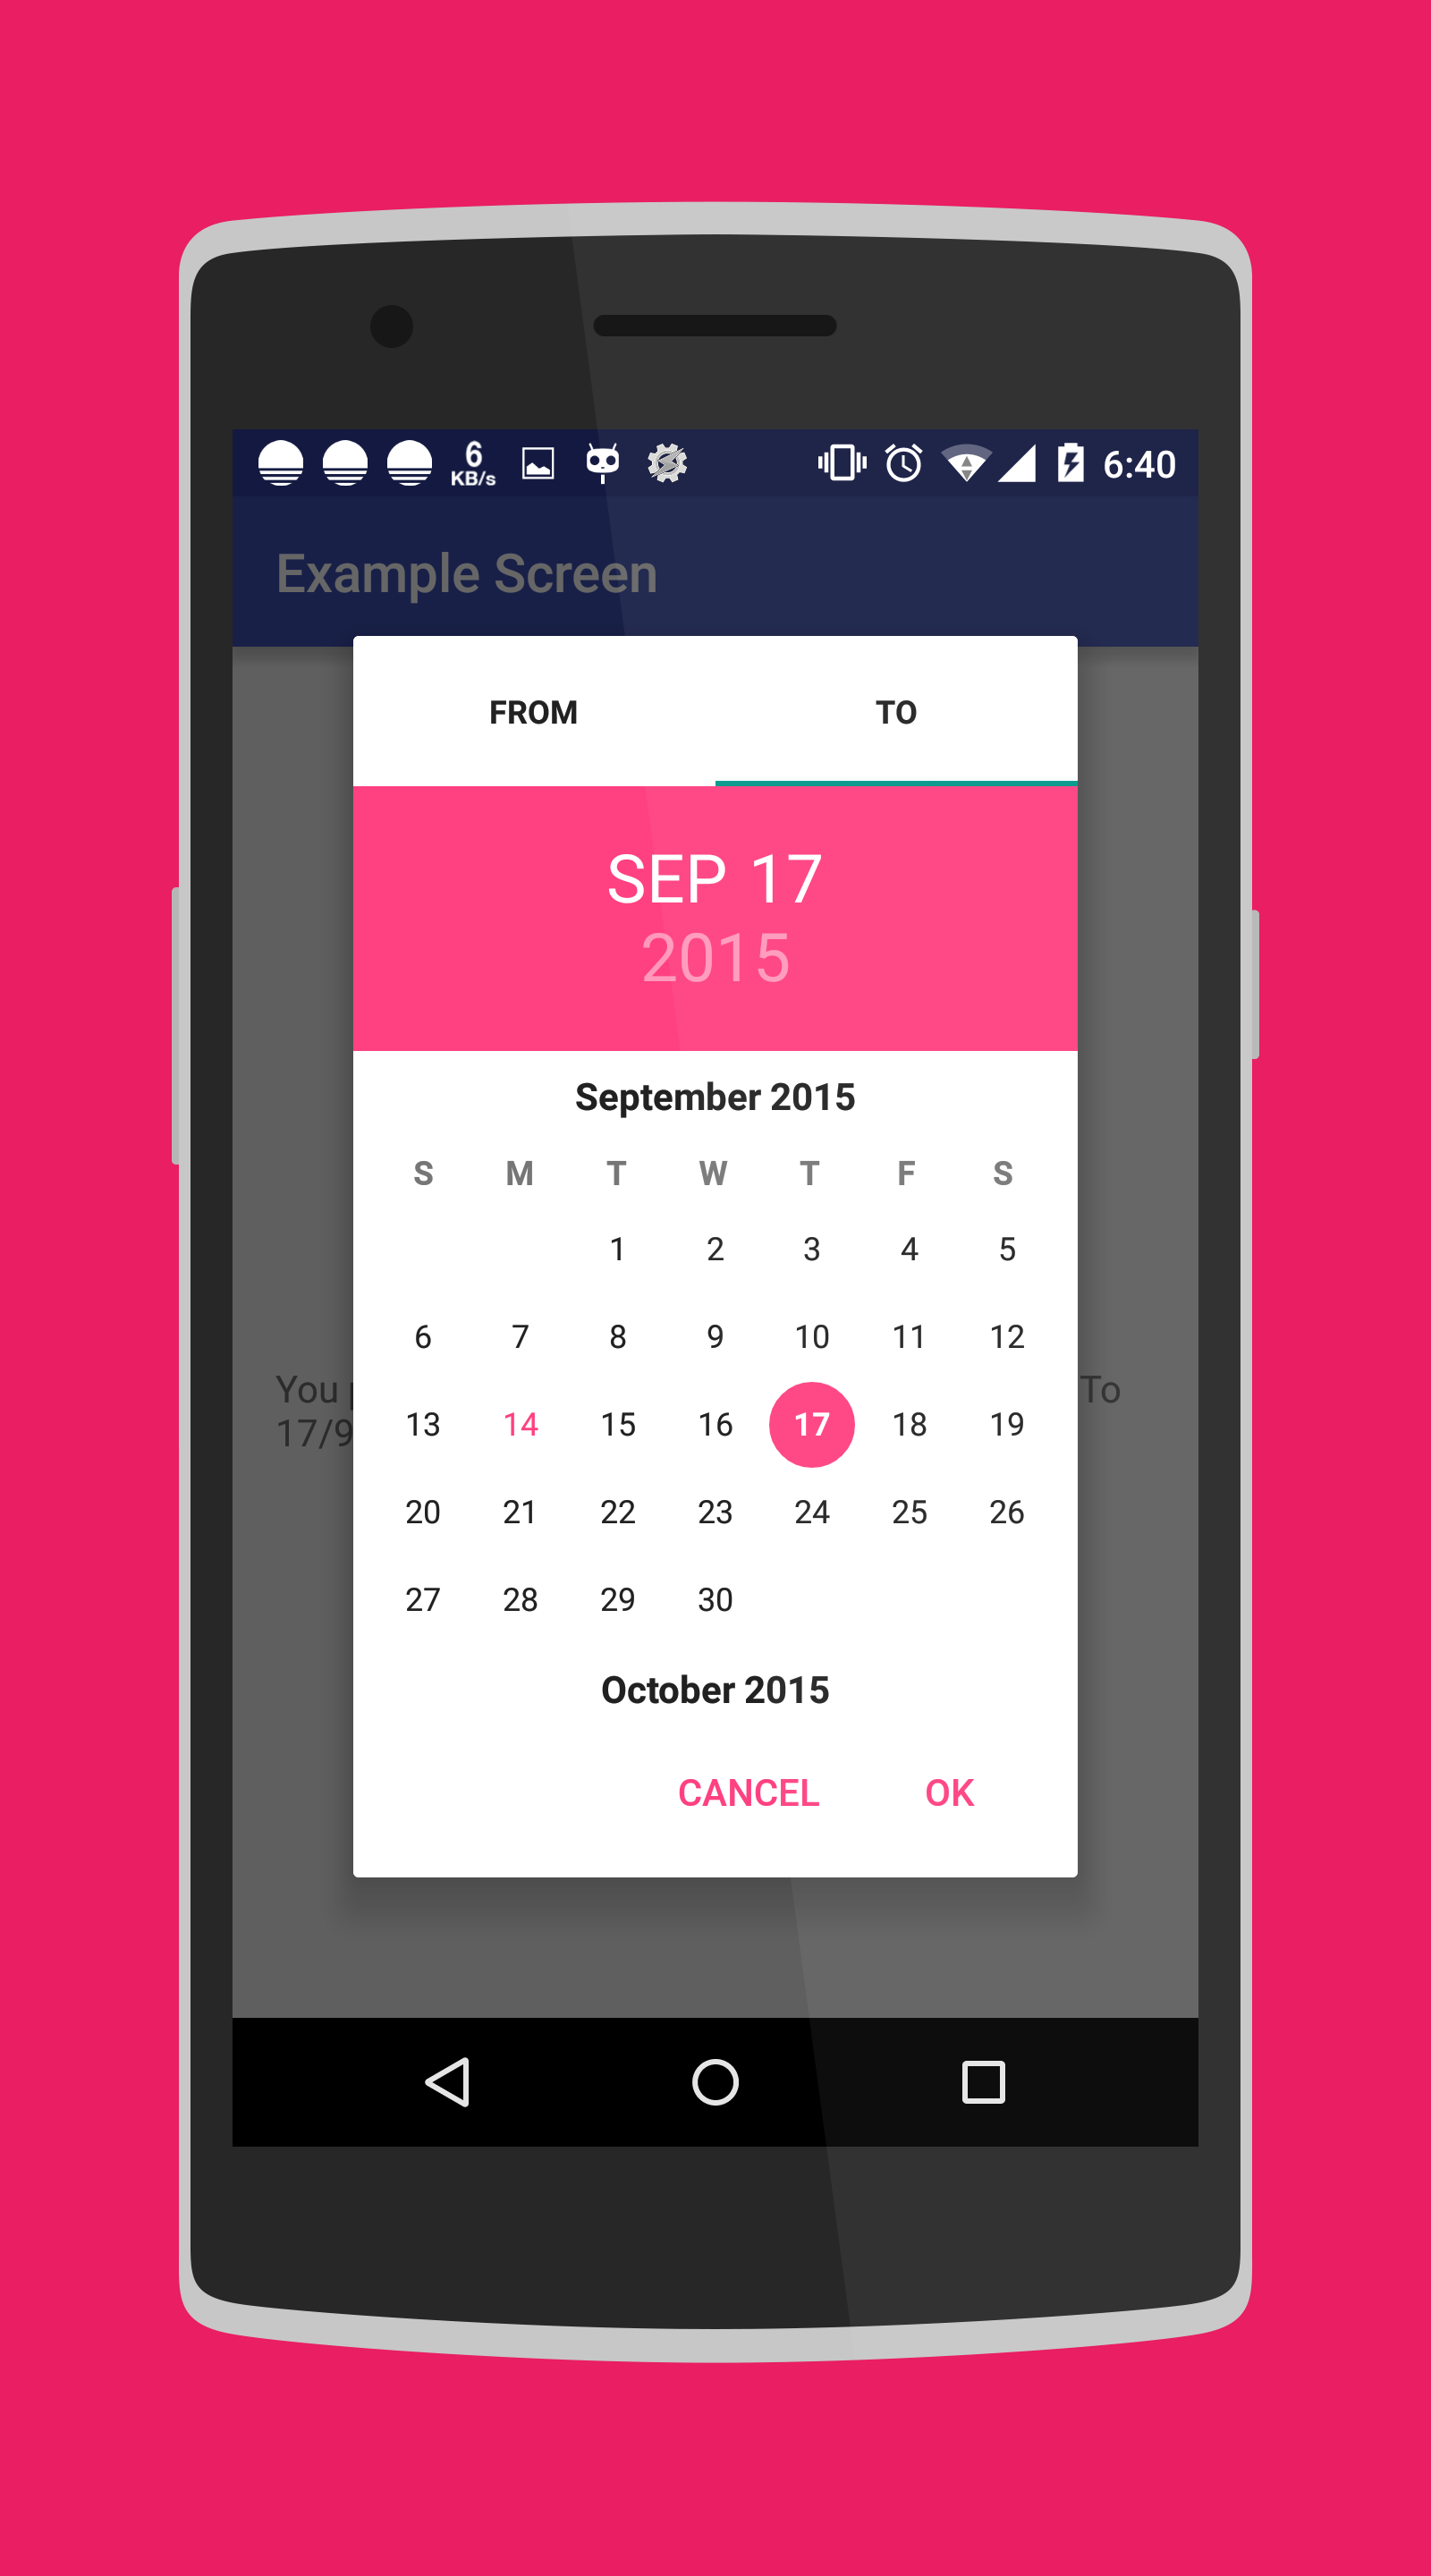 6
KB/s
6:40
Example Screen
FROM TO
SEP 17
2015
September 2015
S M T W T F S
1 2 3 4 5
6 7 8 9 10 11 12
You To
13 14 15 16 17 18 19
17/9
20 21 22 23 24 25 26
27 28 29 30
October 2015
CANCEL OK